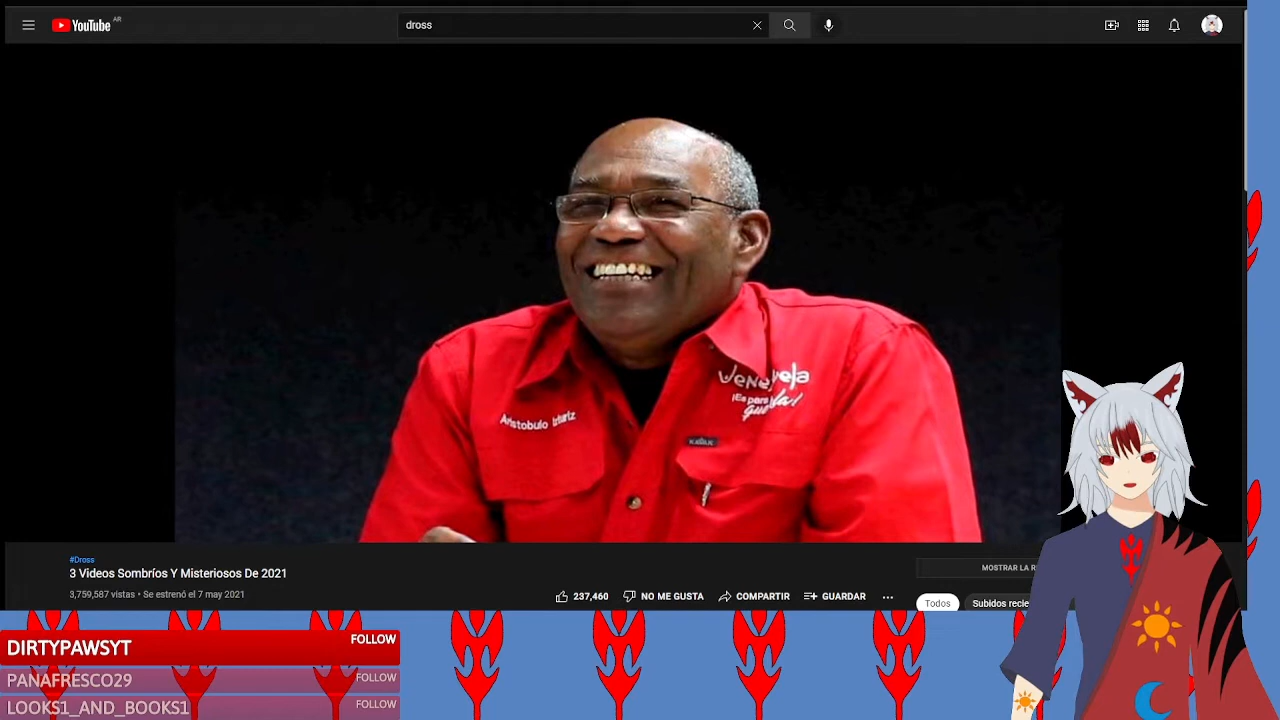 YouTube AR
dross
Aristobulo Isturiz
¡Es para
#Dross
3 Videos Sombríos Y Misteriosos De 2021
3,759,587 vistas • Se estrenó el 7 may 2021
237,460
NO ME GUSTA
COMPARTIR
GUARDAR
MOSTRAR LA
Todos
Subidos recie
DIRTYPAWSYT FOLLOW
PANAFRESCO29 FOLLOW
LOOKS1_AND_BOOKS1 FOLLOW